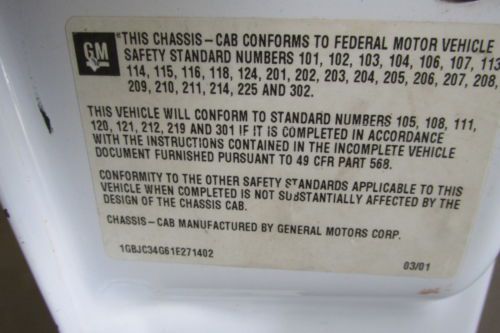 GM
*THIS CHASSIS-CAB CONFORMS TO FEDERAL MOTOR VEHICLE
SAFETY STANDARD NUMBERS 101, 102, 103, 104, 106, 107, 113
114, 115, 116, 118, 124, 201, 202, 203, 204, 205, 206, 207, 208,
209, 210, 211, 214, 225 AND 302.
THIS VEHICLE WILL CONFORM TO STANDARD NUMBERS 105, 108, 111,
120, 121, 212, 219 AND 301 IF IT IS COMPLETED IN ACCORDANCE
WITH THE INSTRUCTIONS CONTAINED IN THE INCOMPLETE VEHICLE
DOCUMENT FURNISHED PURSUANT TO 49 CFR PART 568.
CONFORMITY TO THE OTHER SAFETY STANDARDS APPLICABLE TO THIS
VEHICLE WHEN COMPLETED IS NOT SUBSTANTIALLY AFFECTED BY THE
DESIGN OF THE CHASSIS CAB.
CHASSIS-CAB MANUFACTURED BY GENERAL MOTORS CORP.
1GBJC34G61F271402
03/01